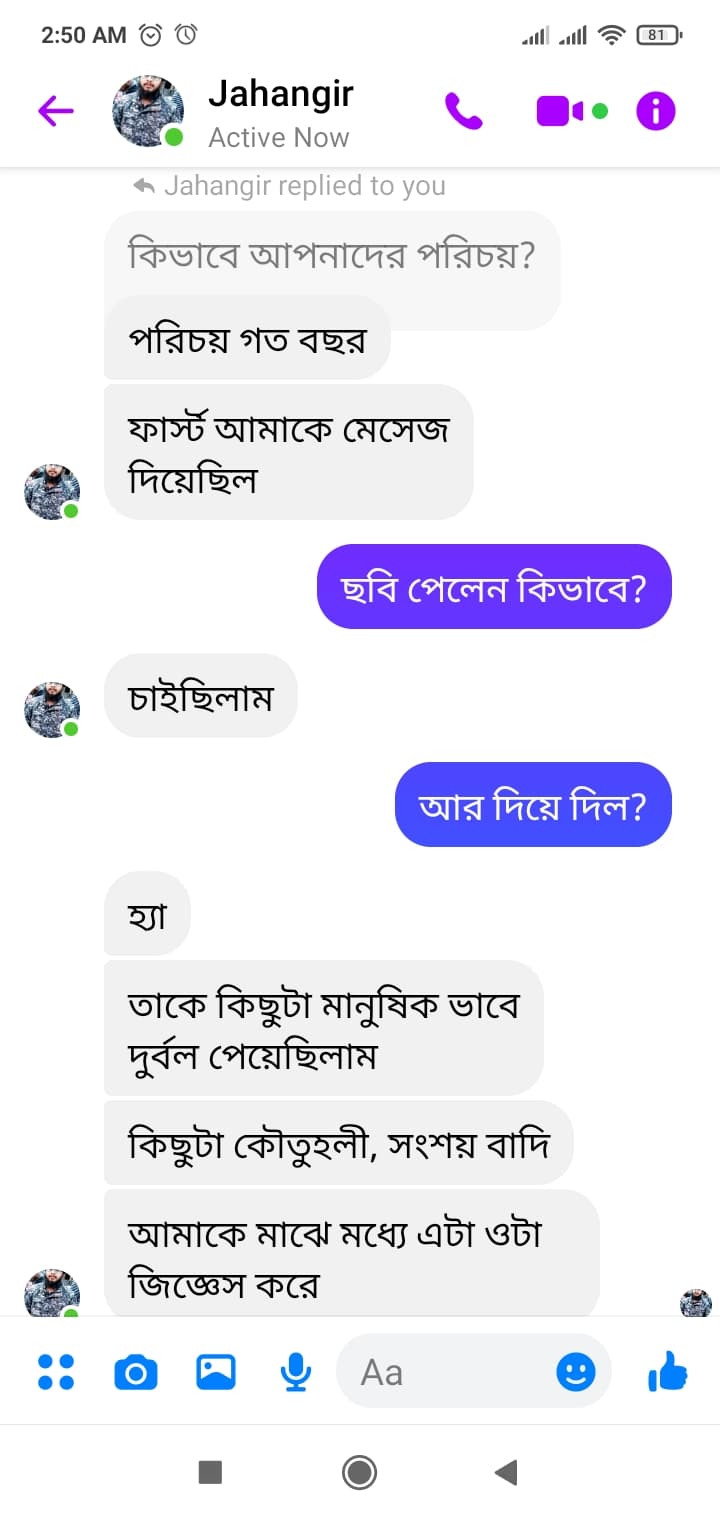 2:50 AM
81
Jahangir
Active Now
Jahangir replied to you
কিভাবে আপনাদের পরিচয়?
পরিচয় গত বছর
ফার্স্ট আমাকে মেসেজ
দিয়েছিল
ছবি পেলেন কিভাবে?
চাইছিলাম
আর দিয়ে দিল?
হ্যা
তাকে কিছুটা মানুষিক ভাবে
দুর্বল পেয়েছিলাম
কিছুটা কৌতুহলী, সংশয় বাদি
আমাকে মাঝে মধ্যে এটা ওটা
জিজ্ঞেস করে
Aa